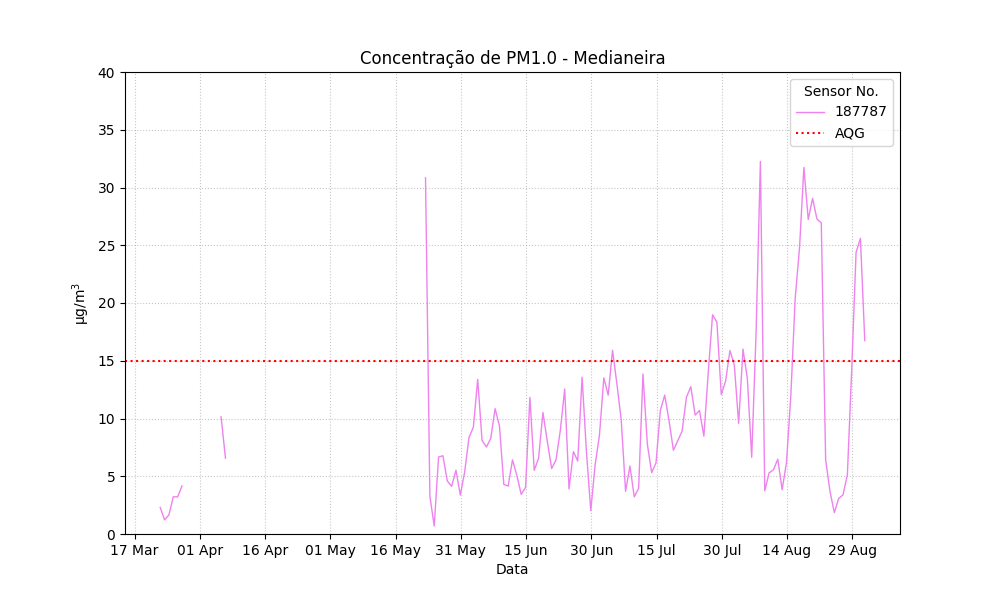 Concentração de PM1.0 - Medianeira
Sensor No.
187787
AQG
40
35
30
25
20
15
10
5
0
µg/m³
17 Mar 01 Apr 16 Apr 01 May 16 May 31 May 15 Jun 30 Jun 15 Jul 30 Jul 14 Aug 29 Aug
Data